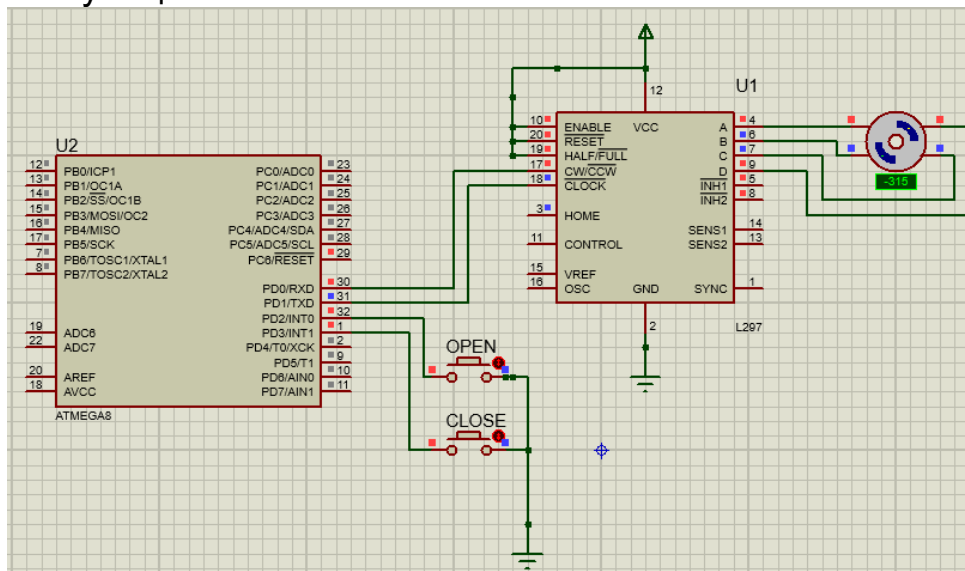 U2
12 PB0/ICP1 PC0/ADC0 23
13 PB1/OC1A PC1/ADC1 24
14 PB2/SS/OC1B PC2/ADC2 25
15 PB3/MOSI/OC2 PC3/ADC3 26
16 PB4/MISO PC4/ADC4/SDA 27
17 PB5/SCK PC5/ADC5/SCL 28
7 PB6/TOSC1/XTAL1 PC6/RESET 29
8 PB7/TOSC2/XTAL2
PD0/RXD 30
PD1/TXD 31
PD2/INT0 32
19 ADC6 PD3/INT1 1
22 ADC7 PD4/T0/XCK 2
PD5/T1 9
20 AREF PD6/AIN0 10
18 AVCC PD7/AIN1 11
ATMEGA8
OPEN
CLOSE
U1
12
10 ENABLE VCC A 4
20 RESET B 6
19 HALF/FULL C 7
17 CW/CCW D 9
18 CLOCK INH1 5
INH2 8
3 HOME
SENS1 14
11 CONTROL SENS2 13
15 VREF
16 OSC GND SYNC 1
2
L297
-315